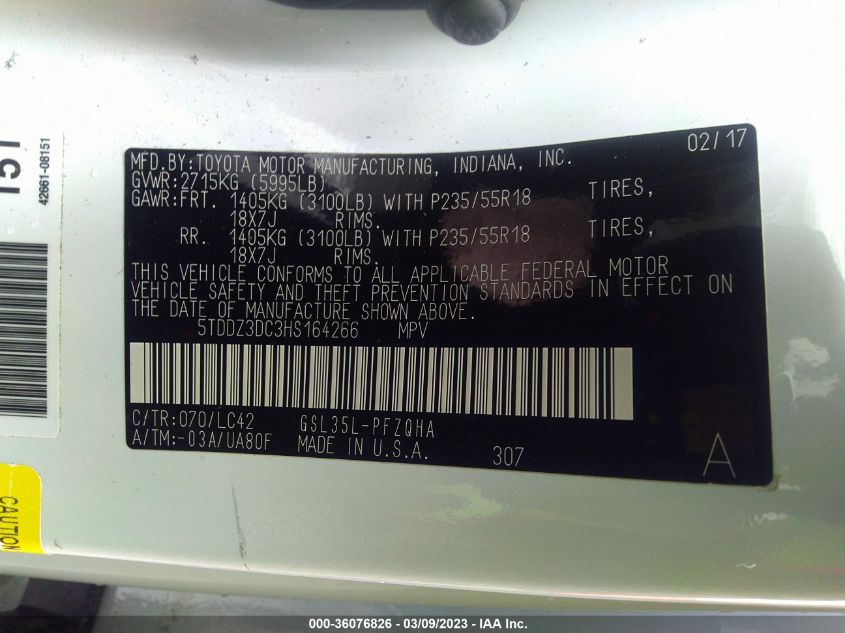 151
42661-08151
02/17
MFD.BY:TOYOTA MOTOR MANUFACTURING, INDIANA, INC.
GVWR:2715KG (5995LB)
GAWR:FRT. 1405KG (3100LB) WITH P235/55R18 TIRES,
18X7J RIMS.
RR. 1405KG (3100LB) WITH P235/55R18 TIRES,
18X7J RIMS.
THIS VEHICLE CONFORMS TO ALL APPLICABLE FEDERAL MOTOR
VEHICLE SAFETY AND THEFT PREVENTION STANDARDS IN EFFECT ON
THE DATE OF MANUFACTURE SHOWN ABOVE.
5TDDZ3DC3HS164266 MPV
C/TR:070/LC42 GSL35L-PFZQHA
A/TM:-03A/UA80F MADE IN U.S.A. 307 A
CAUTION
000-36076826 / 03/09/2023 — IAA Inc.